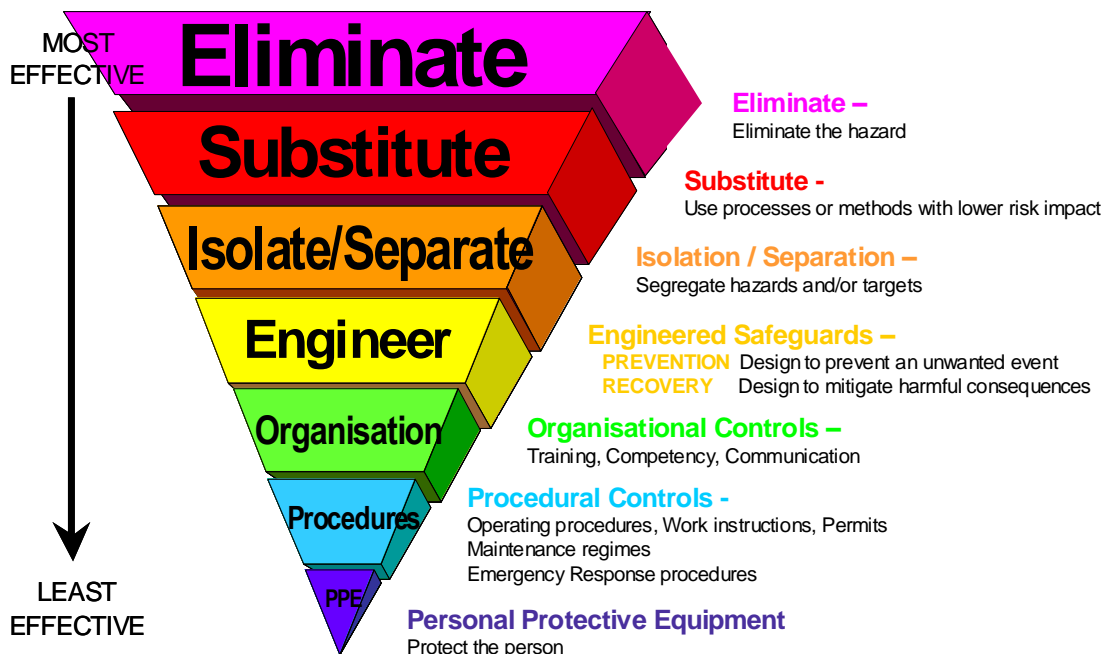 MOST
EFFECTIVE
Eliminate
Eliminate –
Eliminate the hazard
Substitute
Substitute -
Use processes or methods with lower risk impact
Isolate/Separate
Isolation / Separation –
Segregate hazards and/or targets
Engineer
Engineered Safeguards –
PREVENTION Design to prevent an unwanted event
RECOVERY Design to mitigate harmful consequences
Organisation
Organisational Controls –
Training, Competency, Communication
Procedures
Procedural Controls -
Operating procedures, Work instructions, Permits
Maintenance regimes
Emergency Response procedures
PPE
Personal Protective Equipment
Protect the person
LEAST
EFFECTIVE